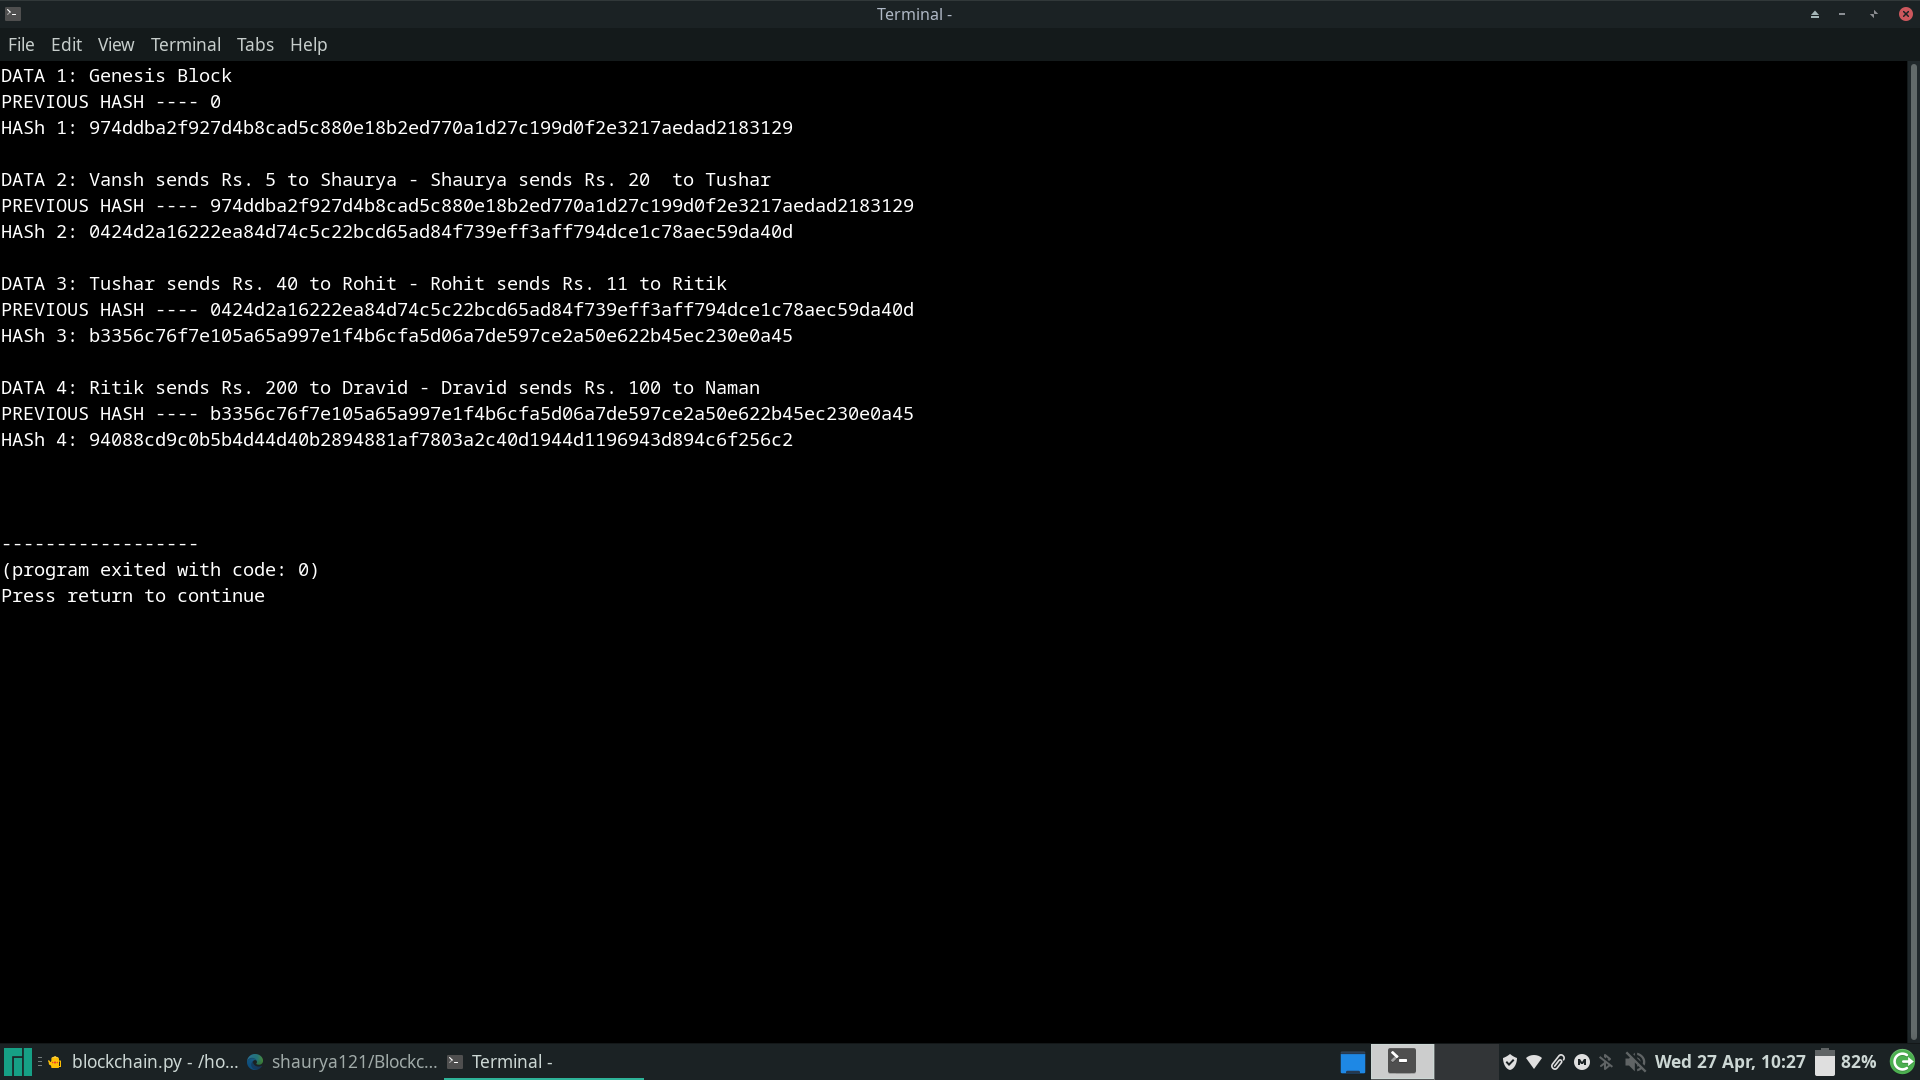 Terminal -
File Edit View Terminal Tabs Help
DATA 1: Genesis Block
PREVIOUS HASH ---- 0
HASh 1: 974ddba2f927d4b8cad5c880e18b2ed770a1d27c199d0f2e3217aedad2183129
DATA 2: Vansh sends Rs. 5 to Shaurya - Shaurya sends Rs. 20  to Tushar
PREVIOUS HASH ---- 974ddba2f927d4b8cad5c880e18b2ed770a1d27c199d0f2e3217aedad2183129
HASh 2: 0424d2a16222ea84d74c5c22bcd65ad84f739eff3aff794dce1c78aec59da40d
DATA 3: Tushar sends Rs. 40 to Rohit - Rohit sends Rs. 11 to Ritik
PREVIOUS HASH ---- 0424d2a16222ea84d74c5c22bcd65ad84f739eff3aff794dce1c78aec59da40d
HASh 3: b3356c76f7e105a65a997e1f4b6cfa5d06a7de597ce2a50e622b45ec230e0a45
DATA 4: Ritik sends Rs. 200 to Dravid - Dravid sends Rs. 100 to Naman
PREVIOUS HASH ---- b3356c76f7e105a65a997e1f4b6cfa5d06a7de597ce2a50e622b45ec230e0a45
HASh 4: 94088cd9c0b5b4d44d40b2894881af7803a2c40d1944d1196943d894c6f256c2
------------------
(program exited with code: 0)
Press return to continue
blockchain.py - /ho... shaurya121/Blockc... Terminal - Wed 27 Apr, 10:27 82%